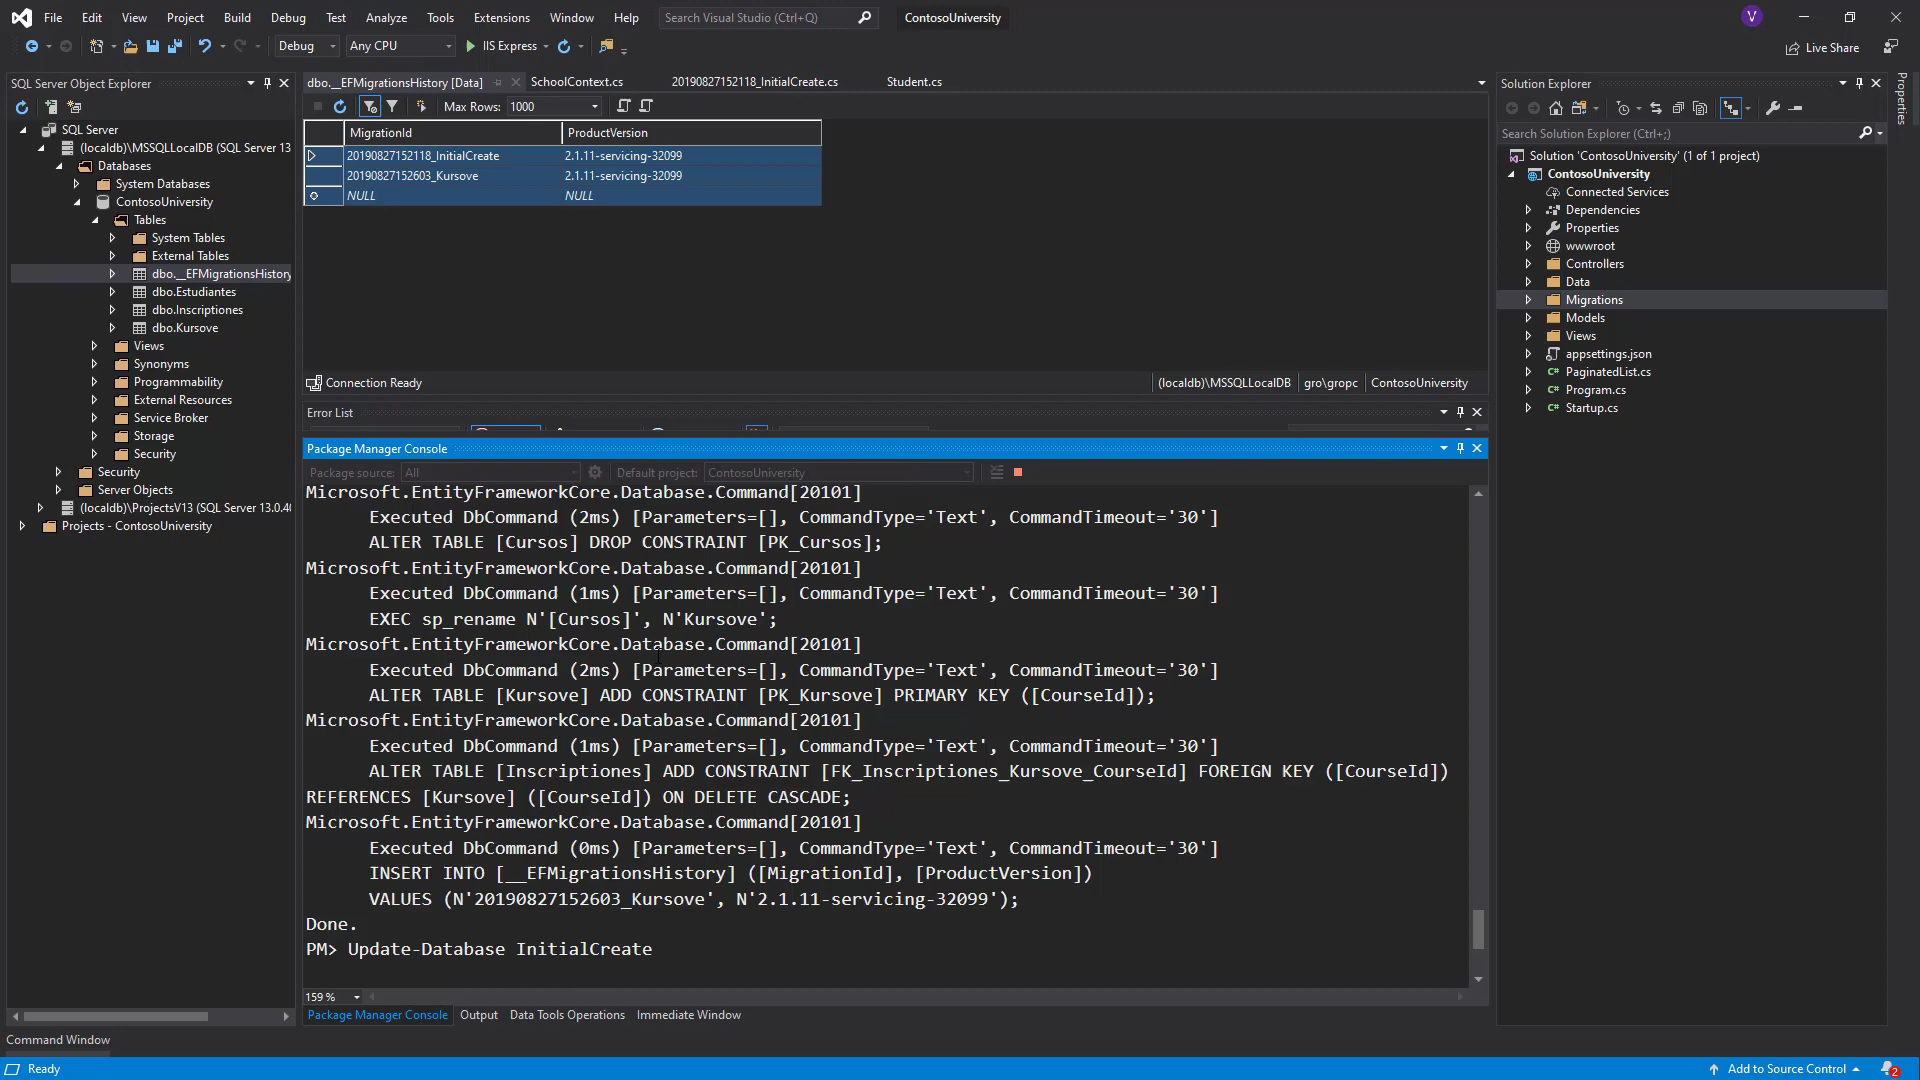 File Edit View Project Build Debug Test Analyze Tools Extensions Window Help Search Visual Studio (Ctrl+Q) ContosoUniversity V
Debug Any CPU IIS Express Live Share
SQL Server Object Explorer
SQL Server
(localdb)\MSSQLLocalDB (SQL Server 13
Databases
System Databases
ContosoUniversity
Tables
System Tables
External Tables
dbo.__EFMigrationsHistory
dbo.Estudiantes
dbo.Inscriptiones
dbo.Kursove
Views
Synonyms
Programmability
External Resources
Service Broker
Storage
Security
Security
Server Objects
(localdb)\ProjectsV13 (SQL Server 13.0.40
Projects - ContosoUniversity
dbo.__EFMigrationsHistory [Data] SchoolContext.cs 20190827152118_InitialCreate.cs Student.cs
Max Rows: 1000
MigrationId ProductVersion
20190827152118_InitialCreate 2.1.11-servicing-32099
20190827152603_Kursove 2.1.11-servicing-32099
NULL NULL
Connection Ready (localdb)\MSSQLLocalDB gro\gropc ContosoUniversity
Error List
Package Manager Console
Package source: All Default project: ContosoUniversity
Microsoft.EntityFrameworkCore.Database.Command[20101]
Executed DbCommand (2ms) [Parameters=[], CommandType='Text', CommandTimeout='30']
ALTER TABLE [Cursos] DROP CONSTRAINT [PK_Cursos];
Microsoft.EntityFrameworkCore.Database.Command[20101]
Executed DbCommand (1ms) [Parameters=[], CommandType='Text', CommandTimeout='30']
EXEC sp_rename N'[Cursos]', N'Kursove';
Microsoft.EntityFrameworkCore.Database.Command[20101]
Executed DbCommand (2ms) [Parameters=[], CommandType='Text', CommandTimeout='30']
ALTER TABLE [Kursove] ADD CONSTRAINT [PK_Kursove] PRIMARY KEY ([CourseId]);
Microsoft.EntityFrameworkCore.Database.Command[20101]
Executed DbCommand (1ms) [Parameters=[], CommandType='Text', CommandTimeout='30']
ALTER TABLE [Inscriptiones] ADD CONSTRAINT [FK_Inscriptiones_Kursove_CourseId] FOREIGN KEY ([CourseId])
REFERENCES [Kursove] ([CourseId]) ON DELETE CASCADE;
Microsoft.EntityFrameworkCore.Database.Command[20101]
Executed DbCommand (0ms) [Parameters=[], CommandType='Text', CommandTimeout='30']
INSERT INTO [__EFMigrationsHistory] ([MigrationId], [ProductVersion])
VALUES (N'20190827152603_Kursove', N'2.1.11-servicing-32099');
Done.
PM> Update-Database InitialCreate
159 %
Package Manager Console Output Data Tools Operations Immediate Window
Solution Explorer
Search Solution Explorer (Ctrl+;)
Solution 'ContosoUniversity' (1 of 1 project)
ContosoUniversity
Connected Services
Dependencies
Properties
wwwroot
Controllers
Data
Migrations
Models
Views
appsettings.json
C# PaginatedList.cs
C# Program.cs
C# Startup.cs
Properties
Command Window
Ready Add to Source Control 2